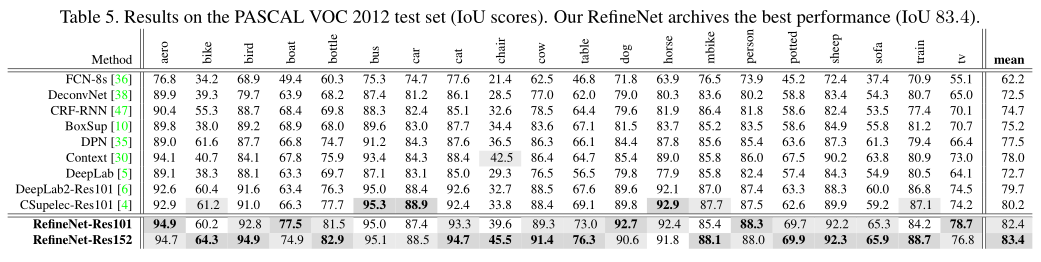 Table 5. Results on the PASCAL VOC 2012 test set (IoU scores). Our RefineNet archives the best performance (IoU 83.4).
Method aero bike bird boat bottle bus car cat chair cow table dog horse mbike person potted sheep sofa train tv mean
FCN-8s [36] 76.8 34.2 68.9 49.4 60.3 75.3 74.7 77.6 21.4 62.5 46.8 71.8 63.9 76.5 73.9 45.2 72.4 37.4 70.9 55.1 62.2
DeconvNet [38] 89.9 39.3 79.7 63.9 68.2 87.4 81.2 86.1 28.5 77.0 62.0 79.0 80.3 83.6 80.2 58.8 83.4 54.3 80.7 65.0 72.5
CRF-RNN [47] 90.4 55.3 88.7 68.4 69.8 88.3 82.4 85.1 32.6 78.5 64.4 79.6 81.9 86.4 81.8 58.6 82.4 53.5 77.4 70.1 74.7
BoxSup [10] 89.8 38.0 89.2 68.9 68.0 89.6 83.0 87.7 34.4 83.6 67.1 81.5 83.7 85.2 83.5 58.6 84.9 55.8 81.2 70.7 75.2
DPN [35] 89.0 61.6 87.7 66.8 74.7 91.2 84.3 87.6 36.5 86.3 66.1 84.4 87.8 85.6 85.4 63.6 87.3 61.3 79.4 66.4 77.5
Context [30] 94.1 40.7 84.1 67.8 75.9 93.4 84.3 88.4 42.5 86.4 64.7 85.4 89.0 85.8 86.0 67.5 90.2 63.8 80.9 73.0 78.0
DeepLab [5] 89.1 38.3 88.1 63.3 69.7 87.1 83.1 85.0 29.3 76.5 56.5 79.8 77.9 85.8 82.4 57.4 84.3 54.9 80.5 64.1 72.7
DeepLab2-Res101 [6] 92.6 60.4 91.6 63.4 76.3 95.0 88.4 92.6 32.7 88.5 67.6 89.6 92.1 87.0 87.4 63.3 88.3 60.0 86.8 74.5 79.7
CSupelec-Res101 [4] 92.9 61.2 91.0 66.3 77.7 95.3 88.9 92.4 33.8 88.4 69.1 89.8 92.9 87.7 87.5 62.6 89.9 59.2 87.1 74.2 80.2
RefineNet-Res101 94.9 60.2 92.8 77.5 81.5 95.0 87.4 93.3 39.6 89.3 73.0 92.7 92.4 85.4 88.3 69.7 92.2 65.3 84.2 78.7 82.4
RefineNet-Res152 94.7 64.3 94.9 74.9 82.9 95.1 88.5 94.7 45.5 91.4 76.3 90.6 91.8 88.1 88.0 69.9 92.3 65.9 88.7 76.8 83.4